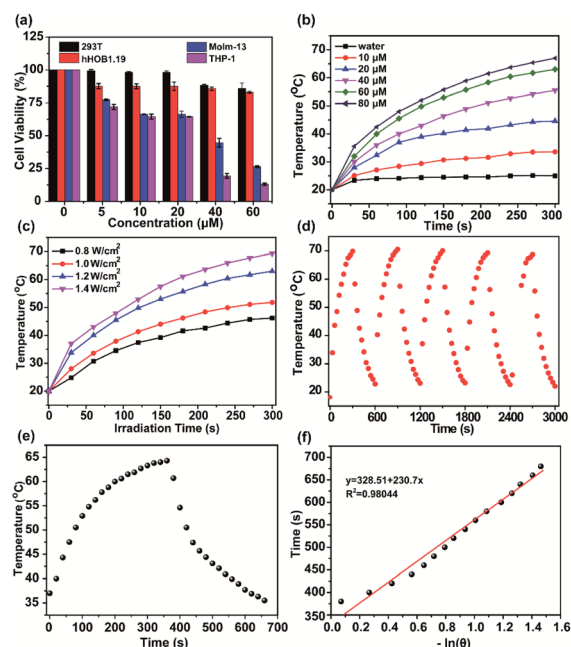 (a)
293T
hHOB1.19
Molm-13
THP-1
Cell Viability (%)
100
75
50
25
0
0 5 10 20 40 60
Concentration (μM)
(b)
water
10 μM
20 μM
40 μM
60 μM
80 μM
Temperature (°C)
70
60
50
40
30
20
10
0 50 100 150 200 250 300
Time (s)
(c)
0.8 W/cm²
1.0 W/cm²
1.2 W/cm²
1.4 W/cm²
Temperature (°C)
70
60
50
40
30
20
10
0 50 100 150 200 250 300
Irradiation Time (s)
(d)
Temperature (°C)
70
60
50
40
30
20
0 600 1200 1800 2400 3000
Time (s)
(e)
Temperature (°C)
65
55
45
35
0 100 200 300 400 500 600 700
Time (s)
(f)
y=328.51+230.7x
R²=0.98044
Time (s)
700
650
600
550
500
450
400
350
0.0 0.2 0.4 0.6 0.8 1.0 1.2 1.4 1.6
- ln(θ)